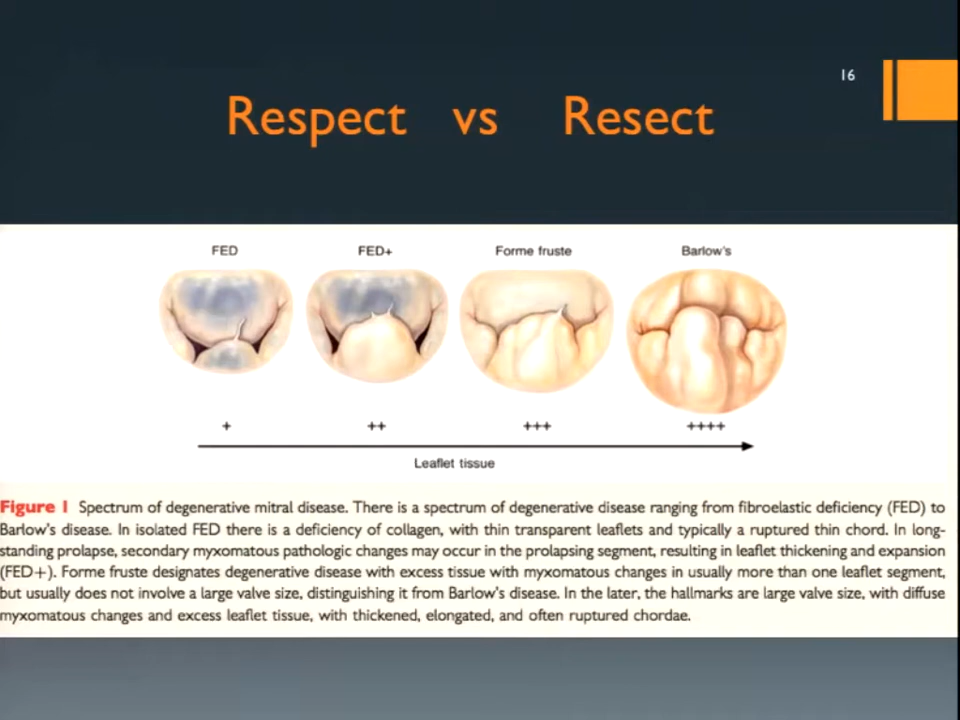 16
Respect vs Resect
FED FED+ Forme fruste Barlow's
+ ++ +++ ++++
Leaflet tissue
Figure 1 Spectrum of degenerative mitral disease. There is a spectrum of degenerative disease ranging from fibroelastic deficiency (FED) to
Barlow's disease. In isolated FED there is a deficiency of collagen, with thin transparent leaflets and typically a ruptured thin chord. In long-
standing prolapse, secondary myxomatous pathologic changes may occur in the prolapsing segment, resulting in leaflet thickening and expansion
(FED+). Forme fruste designates degenerative disease with excess tissue with myxomatous changes in usually more than one leaflet segment,
but usually does not involve a large valve size, distinguishing it from Barlow's disease. In the later, the hallmarks are large valve size, with diffuse
myxomatous changes and excess leaflet tissue, with thickened, elongated, and often ruptured chordae.